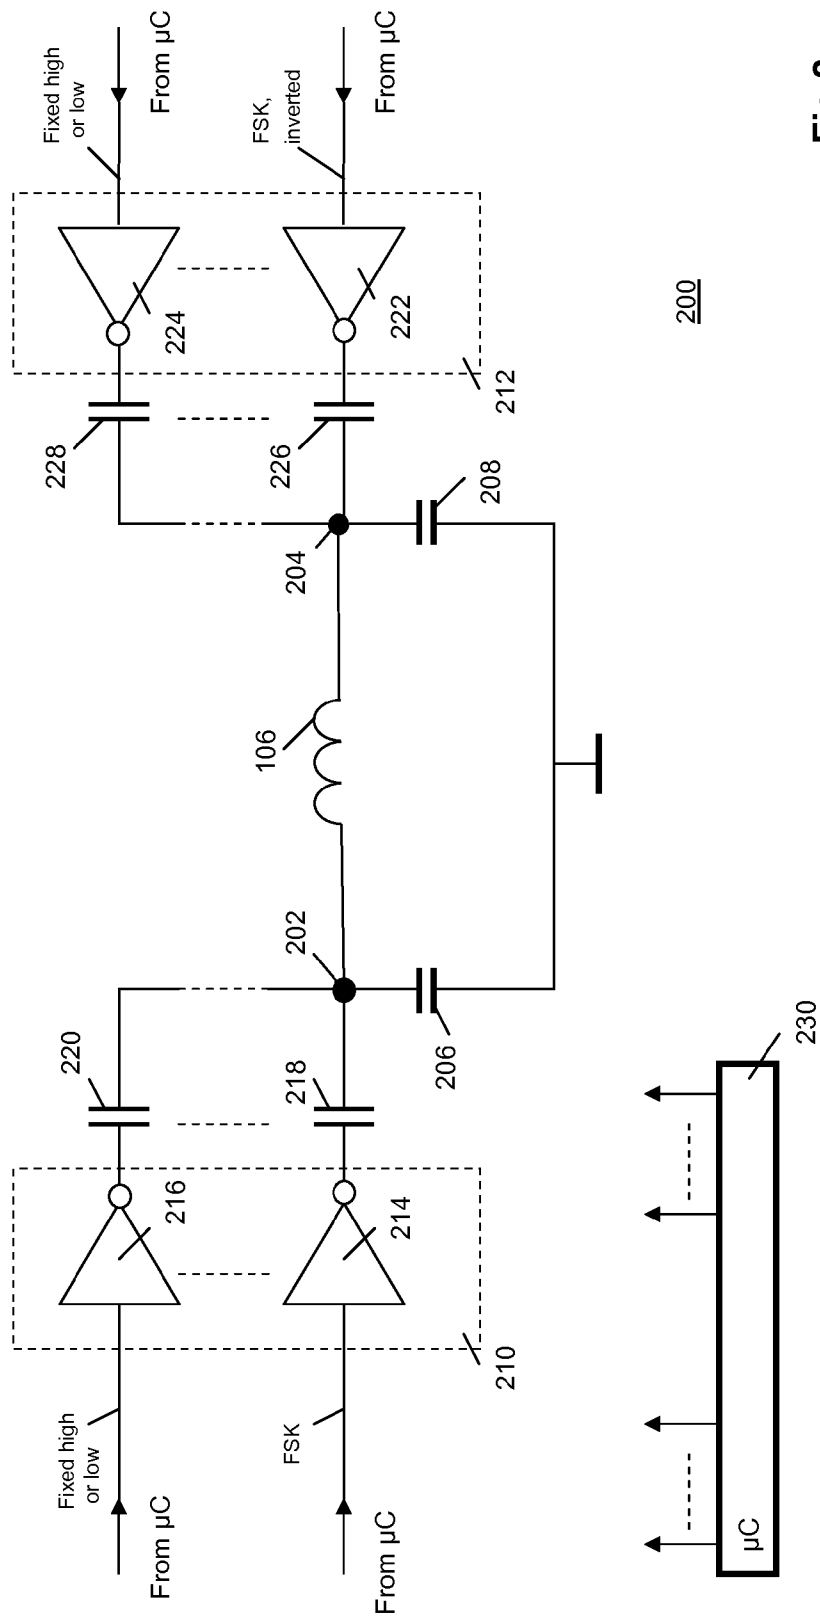 From µC
Fixed high
or low
From µC
FSK
210
216
214
220
218
202
206
106
204
208
228
226
212
224
222
Fixed high
or low
From µC
FSK,
inverted
From µC
µC
230
200